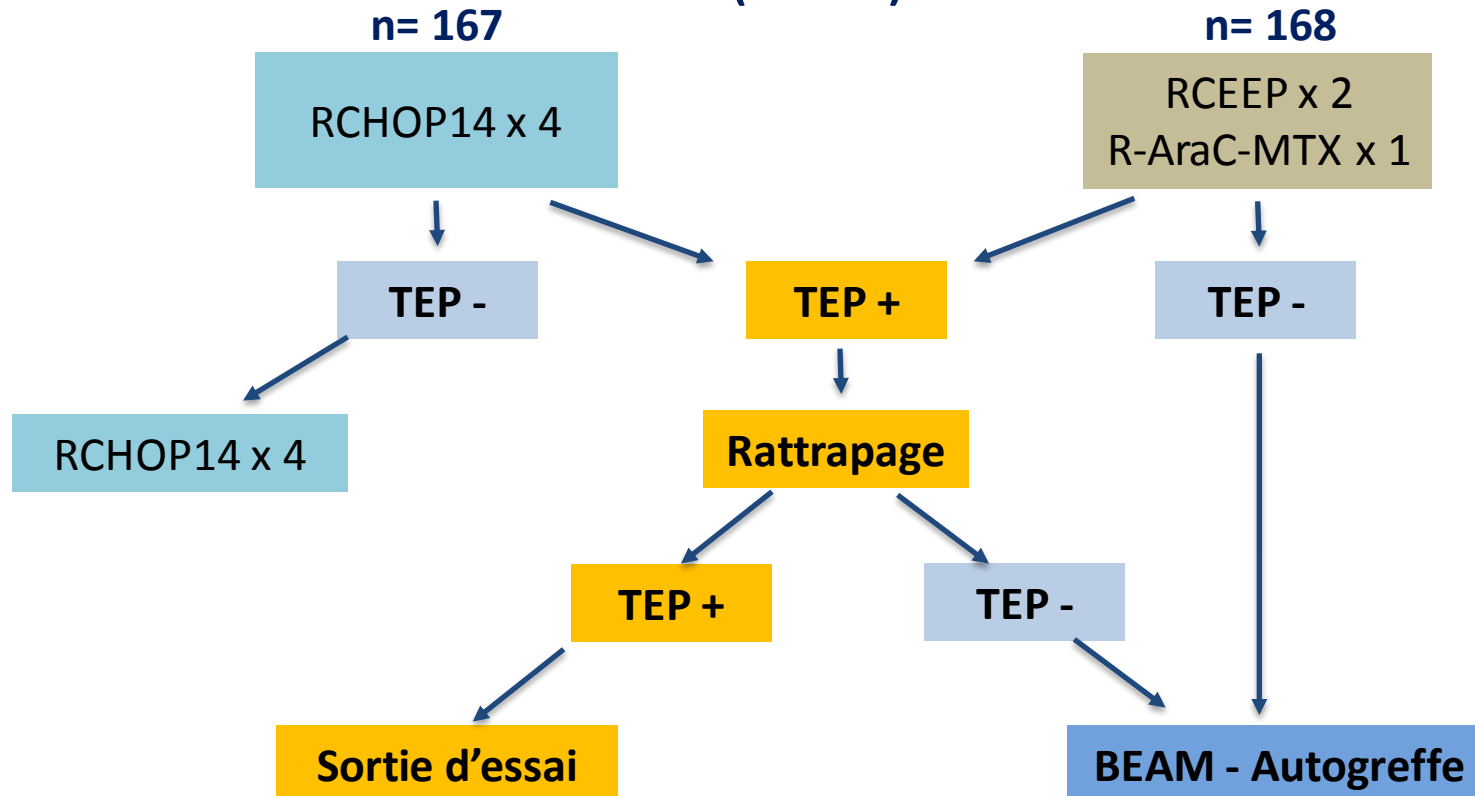 n= 167
n= 168
RCHOP14 x 4
RCEEP x 2
R-AraC-MTX x 1
TEP -
TEP +
TEP -
RCHOP14 x 4
Rattrapage
TEP +
TEP -
Sortie d’essai
BEAM - Autogreffe